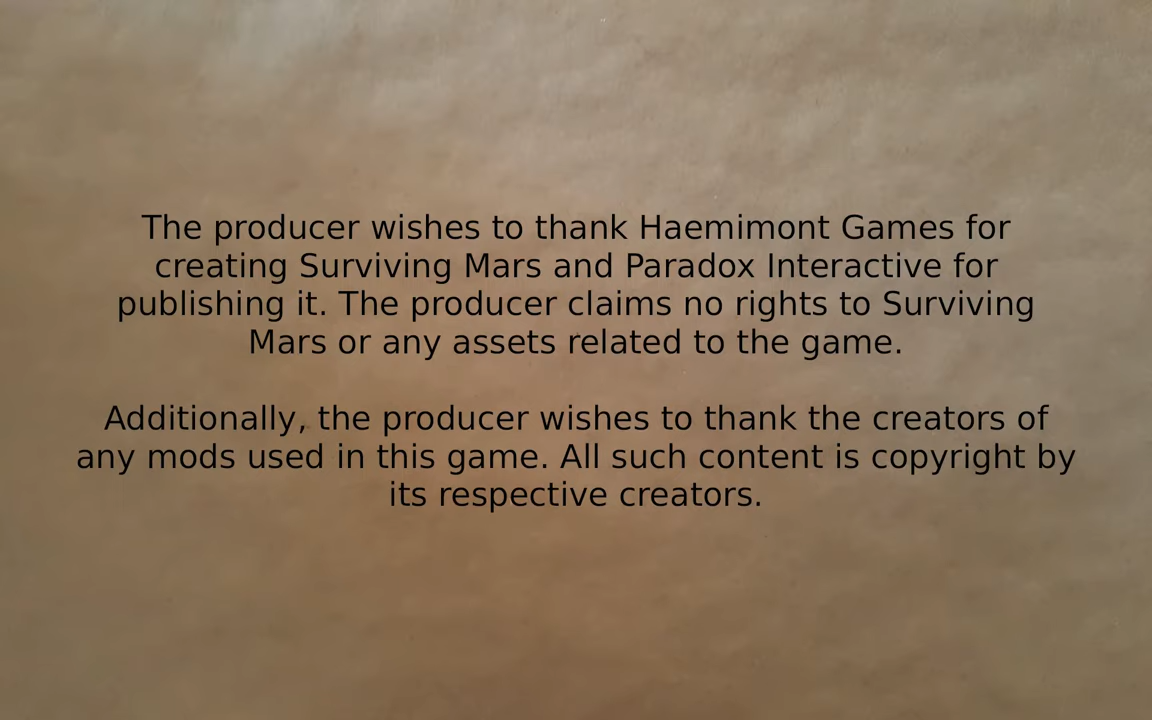 The producer wishes to thank Haemimont Games for
creating Surviving Mars and Paradox Interactive for
publishing it. The producer claims no rights to Surviving
Mars or any assets related to the game.
Additionally, the producer wishes to thank the creators of
any mods used in this game. All such content is copyright by
its respective creators.